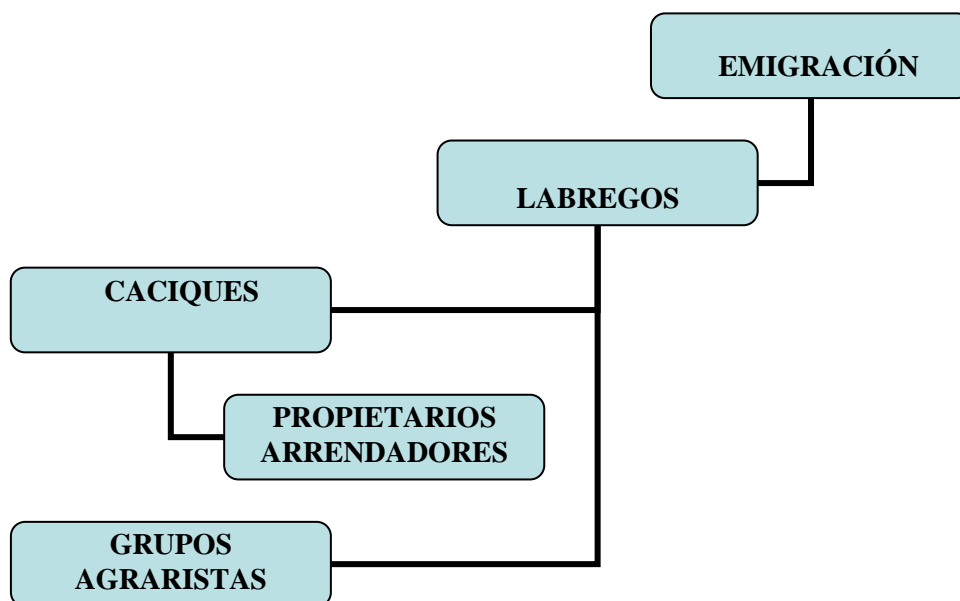 EMIGRACIÓN
LABREGOS
CACIQUES
PROPIETARIOS
ARRENDADORES
GRUPOS
AGRARISTAS